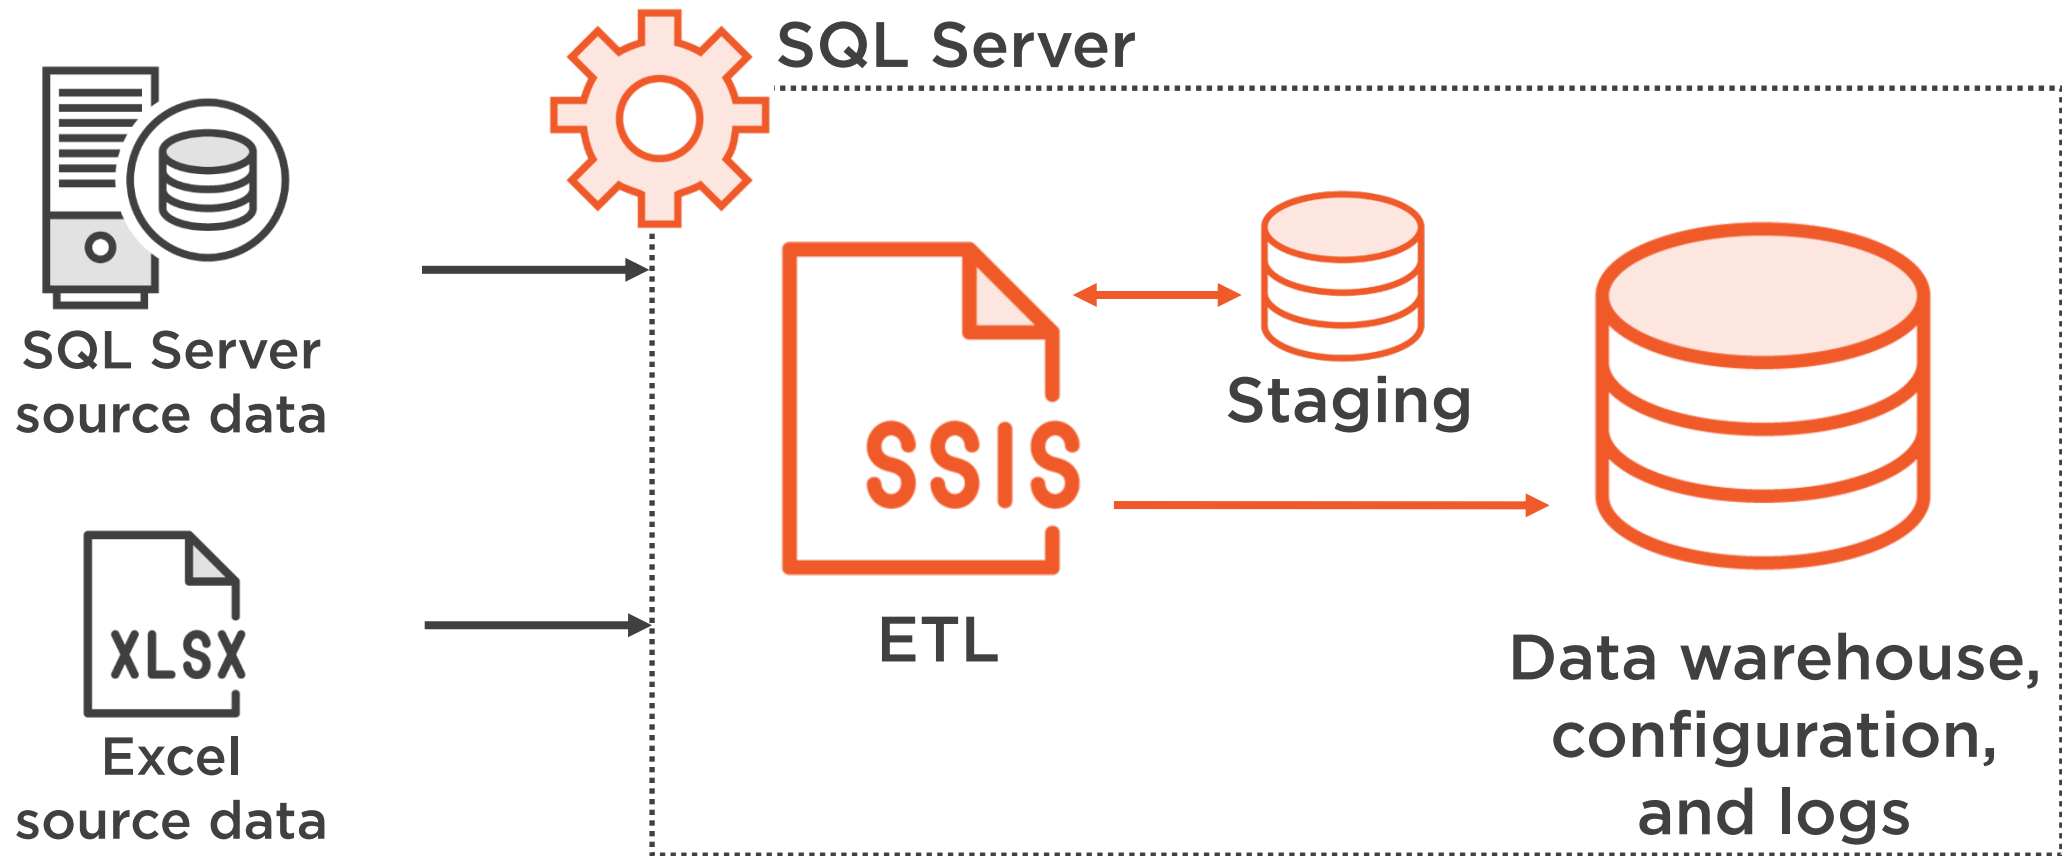 SQL Server
SQL Server
source data
XLSX
Excel
source data
SSIS
ETL
Staging
Data warehouse,
configuration,
and logs